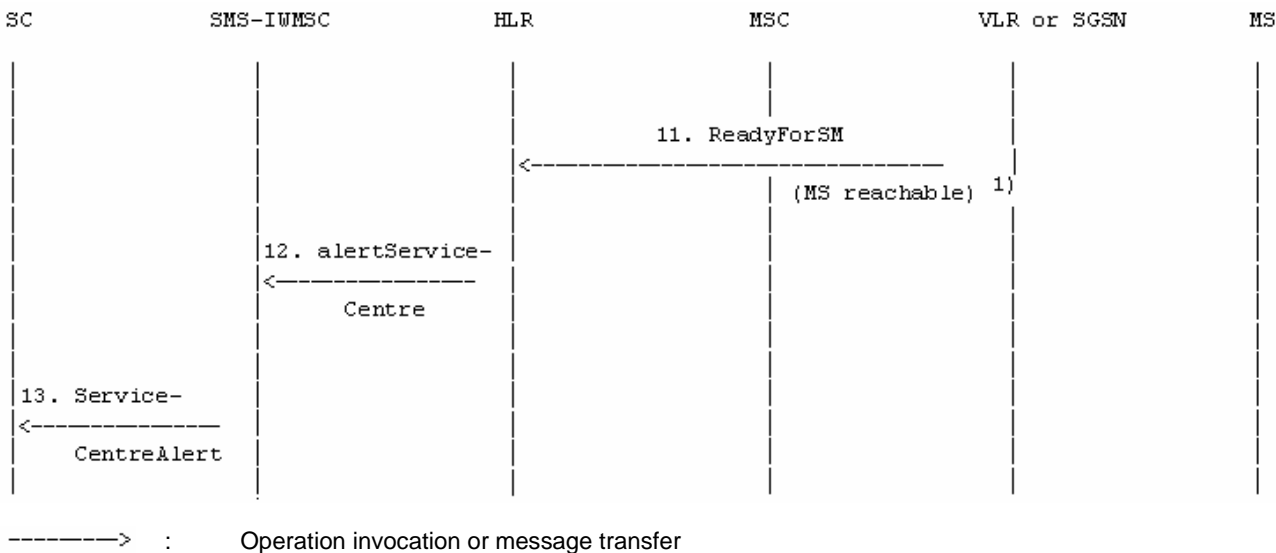 SC SMS-IWMSC HLR MSC VLR or SGSN MS
11. ReadyForSM
(MS reachable) 1)
12. alertService-
Centre
13. Service-
CentreAlert
: Operation invocation or message transfer